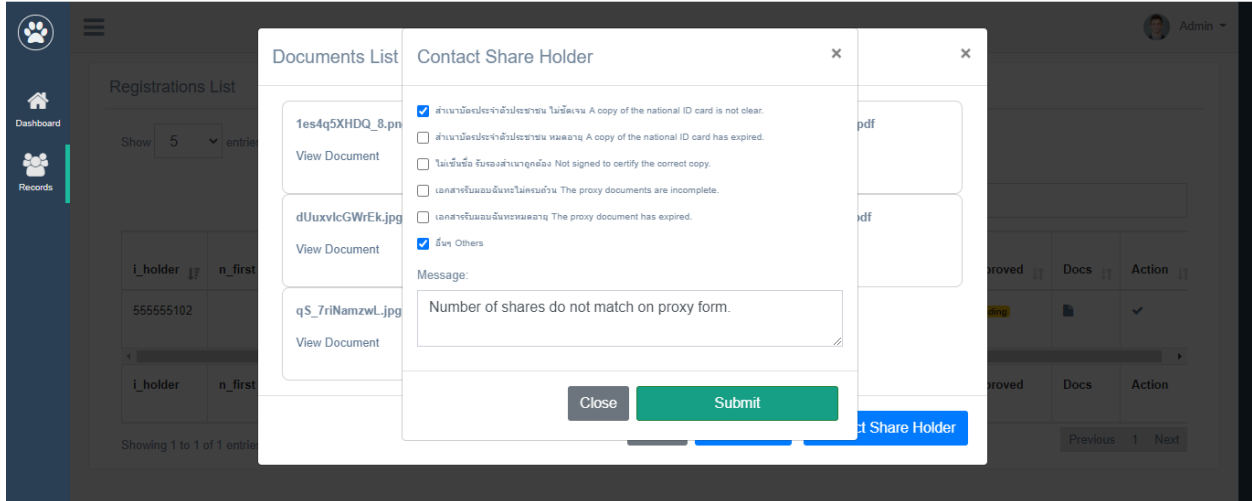 Admin
Dashboard
Records
Registrations List
Show 5 entrie
i_holder n_first proved Docs Action
555555102 ding
i_holder n_first proved Docs Action
Showing 1 to 1 of 1 entrie
Previous 1 Next
Documents List
×
1es4q5XHDQ_8.pn pdf
View Document
dUuxvIcGWrEk.jpg pdf
View Document
qS_7riNamzwL.jpg
View Document
ct Share Holder
Contact Share Holder ×
สำเนาบัตรประจำตัวประชาชน ไม่ชัดเจน A copy of the national ID card is not clear.
สำเนาบัตรประจำตัวประชาชน หมดอายุ A copy of the national ID card has expired.
ไม่เซ็นชื่อ รับรองสำเนาถูกต้อง Not signed to certify the correct copy.
เอกสารรับมอบฉันทะไม่ครบถ้วน The proxy documents are incomplete.
เอกสารรับมอบฉันทะหมดอายุ The proxy document has expired.
อื่นๆ Others
Message:
Number of shares do not match on proxy form.
Close Submit